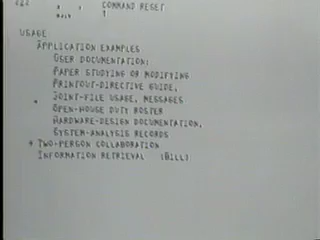 COMMAND RESET
1
USAGE
APPLICATION EXAMPLES
USER DOCUMENTATION:
PAPER STUDYING OR MODIFYING
PRINTOUT-DIRECTIVE GUIDE,
JOINT-FILE USAGE, MESSAGES
OPEN-HOUSE DUTY ROSTER
HARDWARE-DESIGN DOCUMENTATION,
SYSTEM-ANALYSIS RECORDS
+ TWO-PERSON COLLABORATION
INFORMATION RETRIEVAL (BILL)